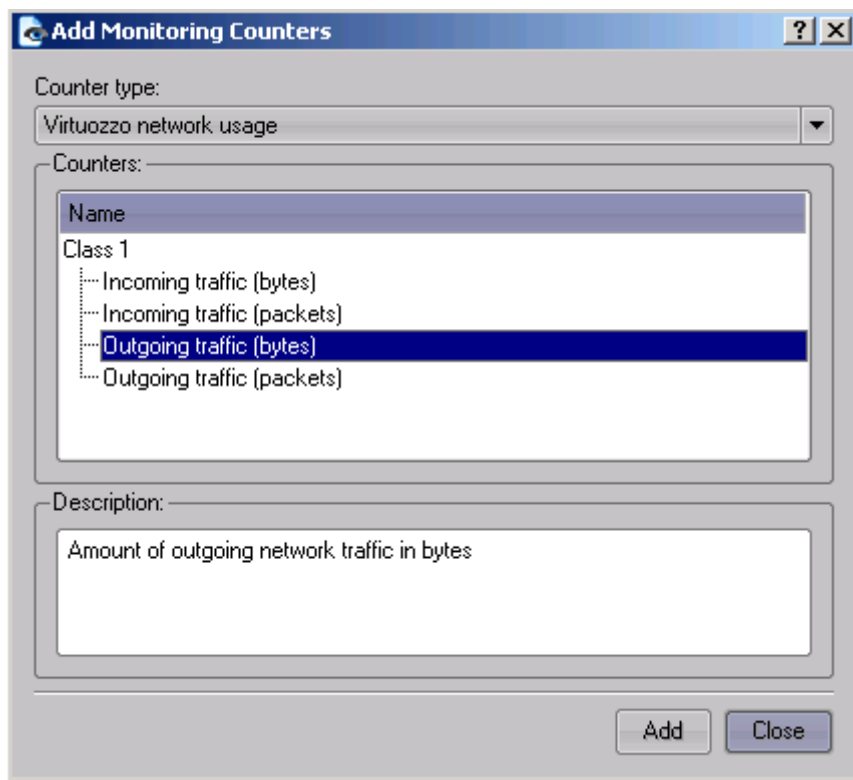 Add Monitoring Counters
Counter type:
Virtuozzo network usage
Counters:
Name
Class 1
Incoming traffic (bytes)
Incoming traffic (packets)
Outgoing traffic (bytes)
Outgoing traffic (packets)
Description:
Amount of outgoing network traffic in bytes
Add
Close